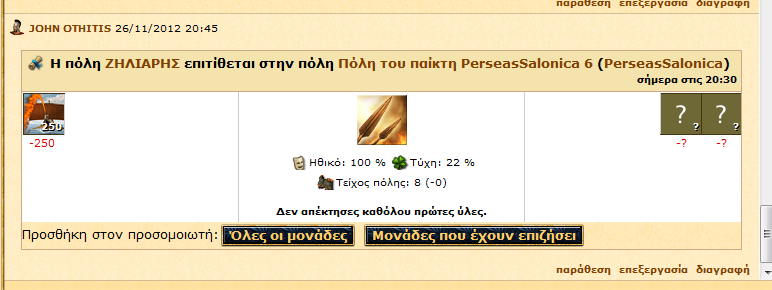 παράθεση επεξεργασία διαγραφή
JOHN OTHITIS 26/11/2012 20:45
Η πόλη ΖΗΛΙΑΡΗΣ επιτίθεται στην πόλη Πόλη του παίκτη PerseasSalonica 6 (PerseasSalonica)
σήμερα στις 20:30
250 ? ? ? ?
-250 -? -?
Ηθικό: 100 % Τύχη: 22 %
Τείχος πόλης: 8 (-0)
Δεν απέκτησες καθόλου πρώτες ύλες.
Προσθήκη στον προσομοιωτή: Όλες οι μονάδες Μονάδες που έχουν επιζήσει
παράθεση επεξεργασία διαγραφή